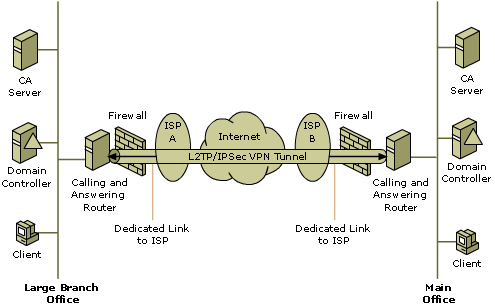 CA
Server
Domain
Controller
Client
Large Branch
Office
Calling and
Answering
Router
Firewall
ISP
A
Internet
L2TP/IPSec VPN Tunnel
Dedicated Link
to ISP
ISP
B
Firewall
Dedicated Link
to ISP
Calling and
Answering
Router
CA
Server
Domain
Controller
Client
Main
Office